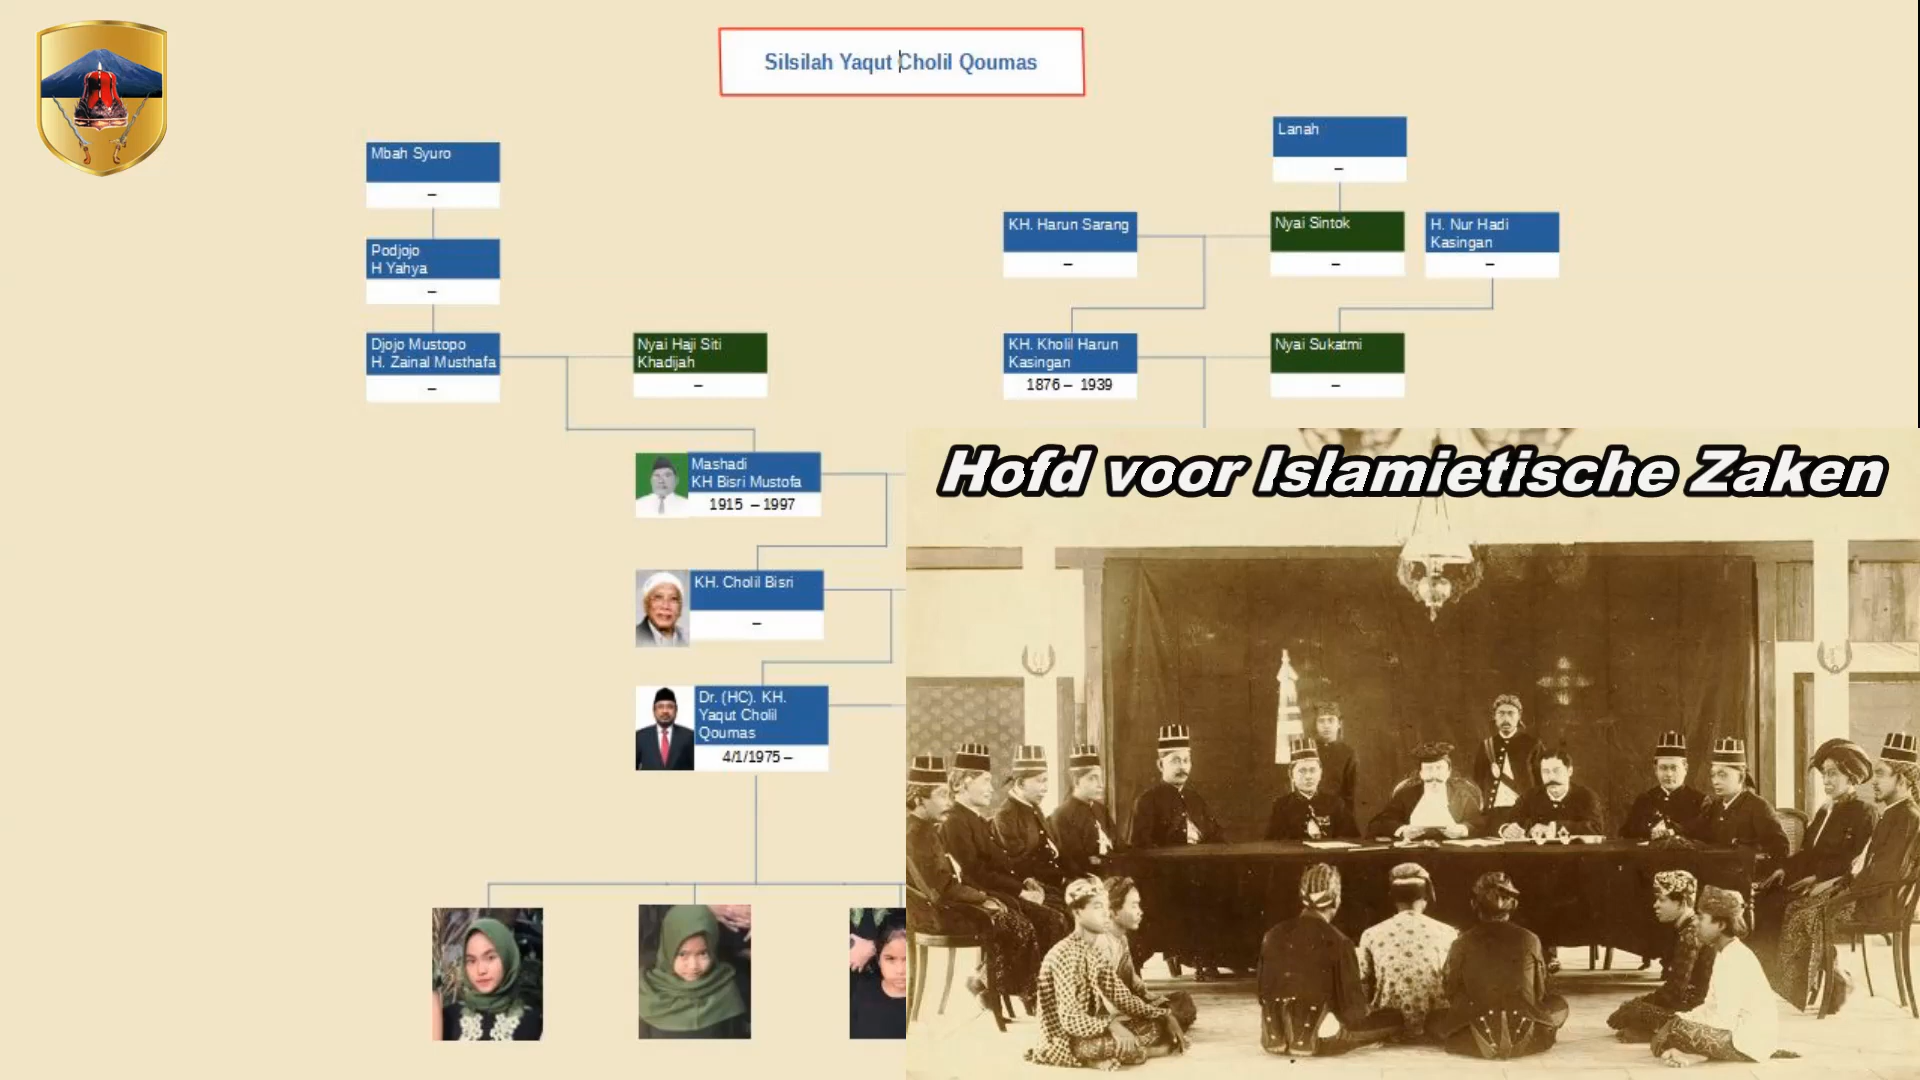 Silsilah Yaqut Cholil Qoumas
Lanah
–
Mbah Syuro
–
KH. Harun Sarang
–
Nyai Sintok
–
H. Nur Hadi
Kasingan
–
Podjojo
H Yahya
–
Djojo Mustopo
H. Zainal Musthafa
–
Nyai Haji Siti
Khadijah
–
KH. Kholil Harun
Kasingan
1876 – 1939
Nyai Sukatmi
–
Mashadi
KH Bisri Mustofa
1915 – 1997
Hofd voor Islamietische Zaken
KH. Cholil Bisri
–
Dr. (HC). KH.
Yaqut Cholil
Qoumas
4/1/1975 –